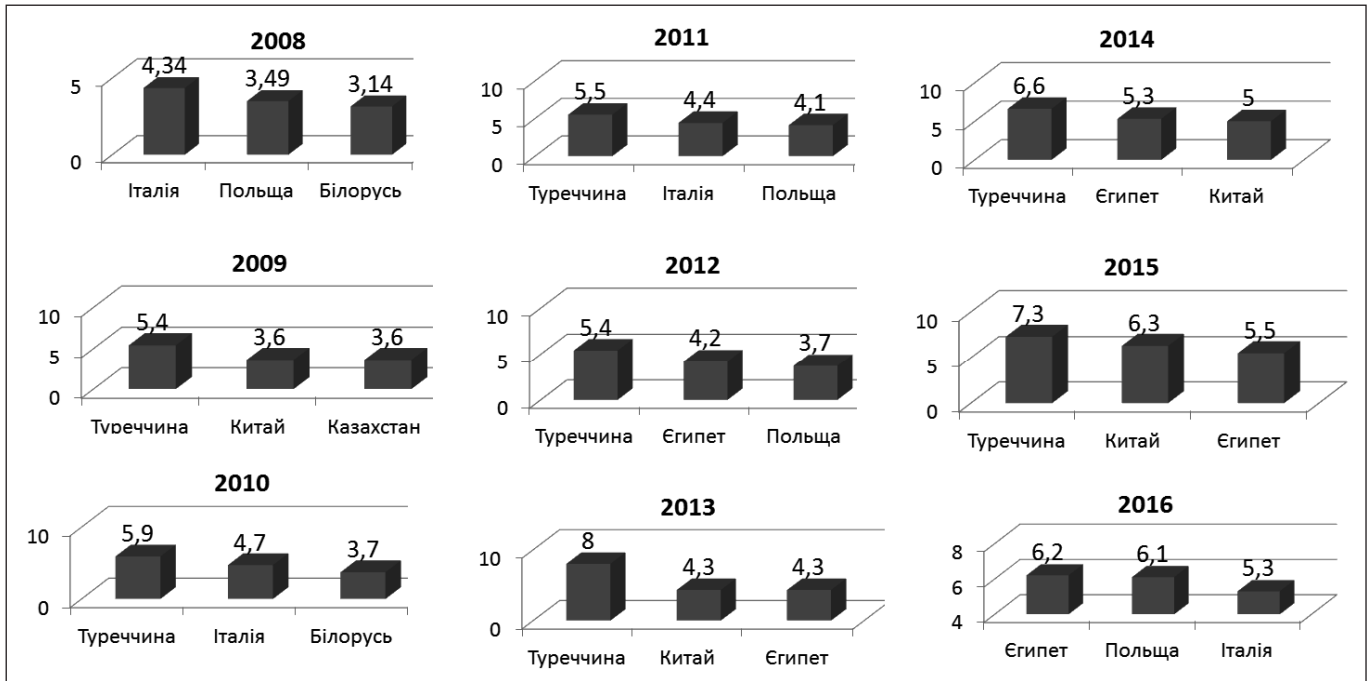 2008
4,34 3,49 3,14
5
0
Італія Польща Білорусь
2009
10
5,4 3,6 3,6
5
0
Туреччина Китай Казахстан
2010
10
5,9 4,7 3,7
0
Туреччина Італія Білорусь
2011
10
5,5 4,4 4,1
5
0
Туреччина Італія Польща
2012
10
5,4 4,2 3,7
5
0
Туреччина Єгипет Польща
2013
8 4,3 4,3
10
0
Туреччина Китай Єгипет
2014
10
6,6 5,3 5
5
0
Туреччина Єгипет Китай
2015
10
7,3 6,3 5,5
5
0
Туреччина Китай Єгипет
2016
8
6,2 6,1 5,3
6
4
Єгипет Польща Італія